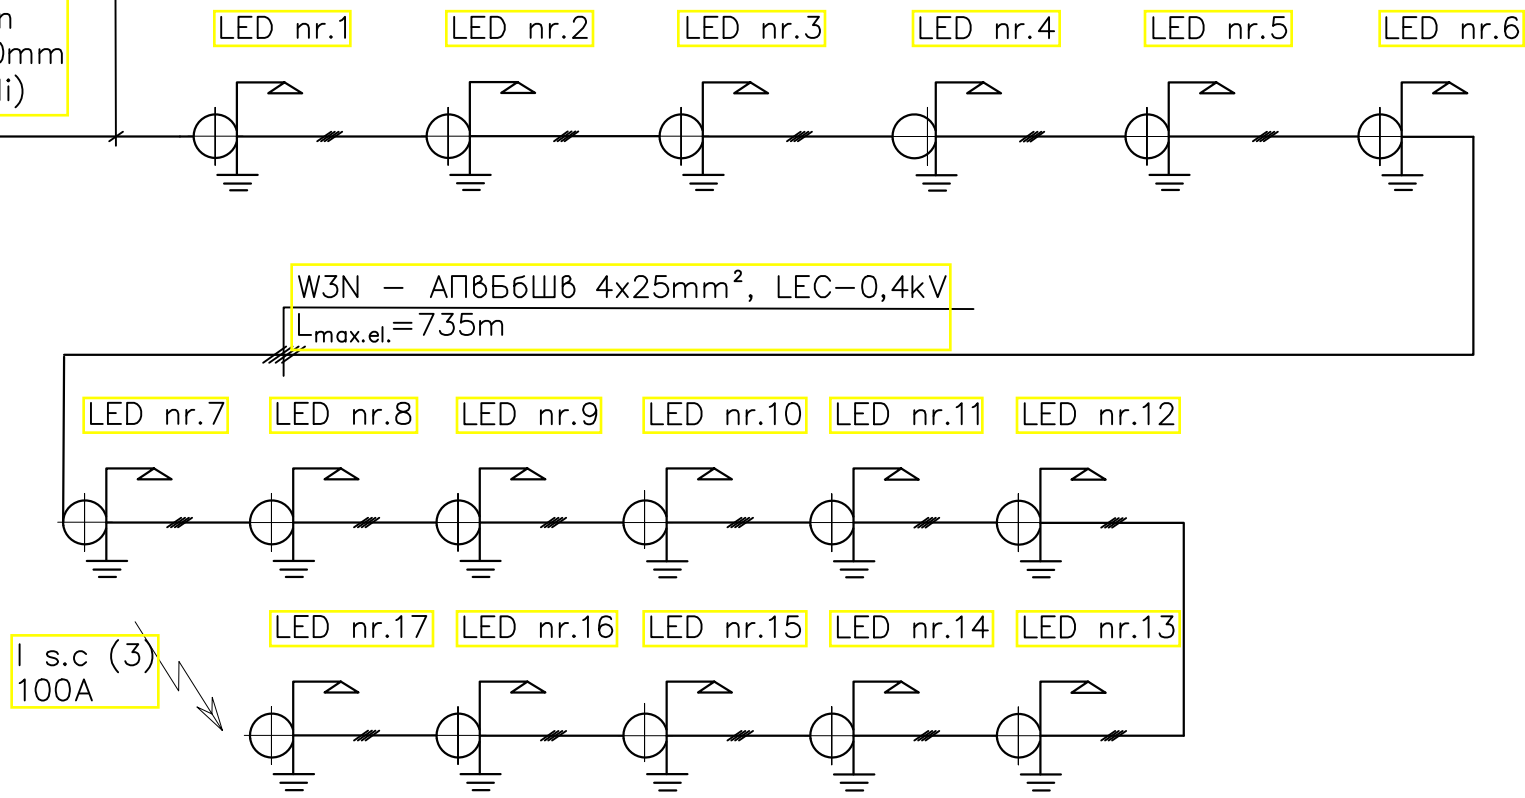 LED nr.1
LED nr.2
LED nr.3
LED nr.4
LED nr.5
LED nr.6
W3N - АПвБбШв 4x25mm², LEC-0,4kV
Lmax.el.=735m
LED nr.7
LED nr.8
LED nr.9
LED nr.10
LED nr.11
LED nr.12
LED nr.17
LED nr.16
LED nr.15
LED nr.14
LED nr.13
I s.c (3)
100A